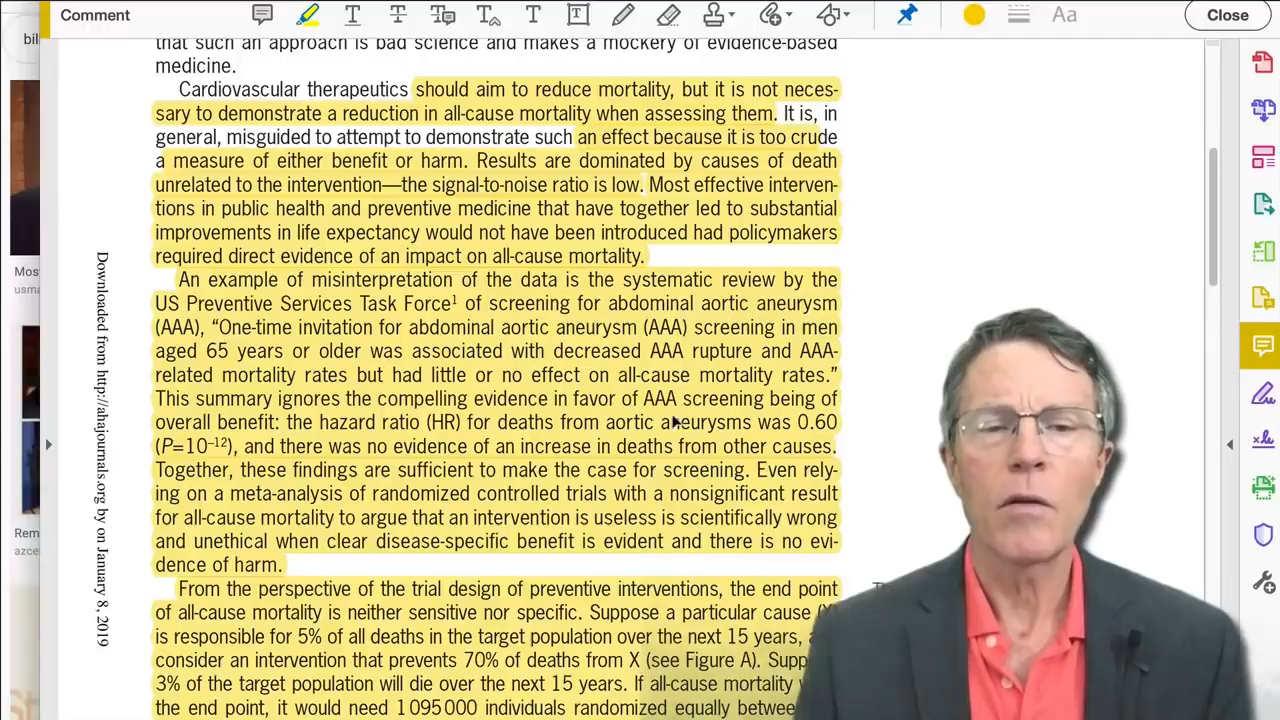 Comment
Aa
Close
bil
Most
usma
Rem
azcer
Downloaded from http://ahajournals.org by on January 8, 2019
that such an approach is bad science and makes a mockery of evidence-based
medicine.
Cardiovascular therapeutics should aim to reduce mortality, but it is not neces-
sary to demonstrate a reduction in all-cause mortality when assessing them. It is, in
general, misguided to attempt to demonstrate such an effect because it is too crude
a measure of either benefit or harm. Results are dominated by causes of death
unrelated to the intervention—the signal-to-noise ratio is low. Most effective interven-
tions in public health and preventive medicine that have together led to substantial
improvements in life expectancy would not have been introduced had policymakers
required direct evidence of an impact on all-cause mortality.
An example of misinterpretation of the data is the systematic review by the
US Preventive Services Task Force¹ of screening for abdominal aortic aneurysm
(AAA), “One-time invitation for abdominal aortic aneurysm (AAA) screening in men
aged 65 years or older was associated with decreased AAA rupture and AAA-
related mortality rates but had little or no effect on all-cause mortality rates.”
This summary ignores the compelling evidence in favor of AAA screening being of
overall benefit: the hazard ratio (HR) for deaths from aortic aneurysms was 0.60
(P=10⁻¹²), and there was no evidence of an increase in deaths from other causes.
Together, these findings are sufficient to make the case for screening. Even rely-
ing on a meta-analysis of randomized controlled trials with a nonsignificant result
for all-cause mortality to argue that an intervention is useless is scientifically wrong
and unethical when clear disease-specific benefit is evident and there is no evi-
dence of harm.
From the perspective of the trial design of preventive interventions, the end point
of all-cause mortality is neither sensitive nor specific. Suppose a particular cause
is responsible for 5% of all deaths in the target population over the next 15 years,
consider an intervention that prevents 70% of deaths from X (see Figure A).
3% of the target population will die over the next 15 years. If all-cause mortality
the end point, it would need 1 095 000 individuals randomized equally